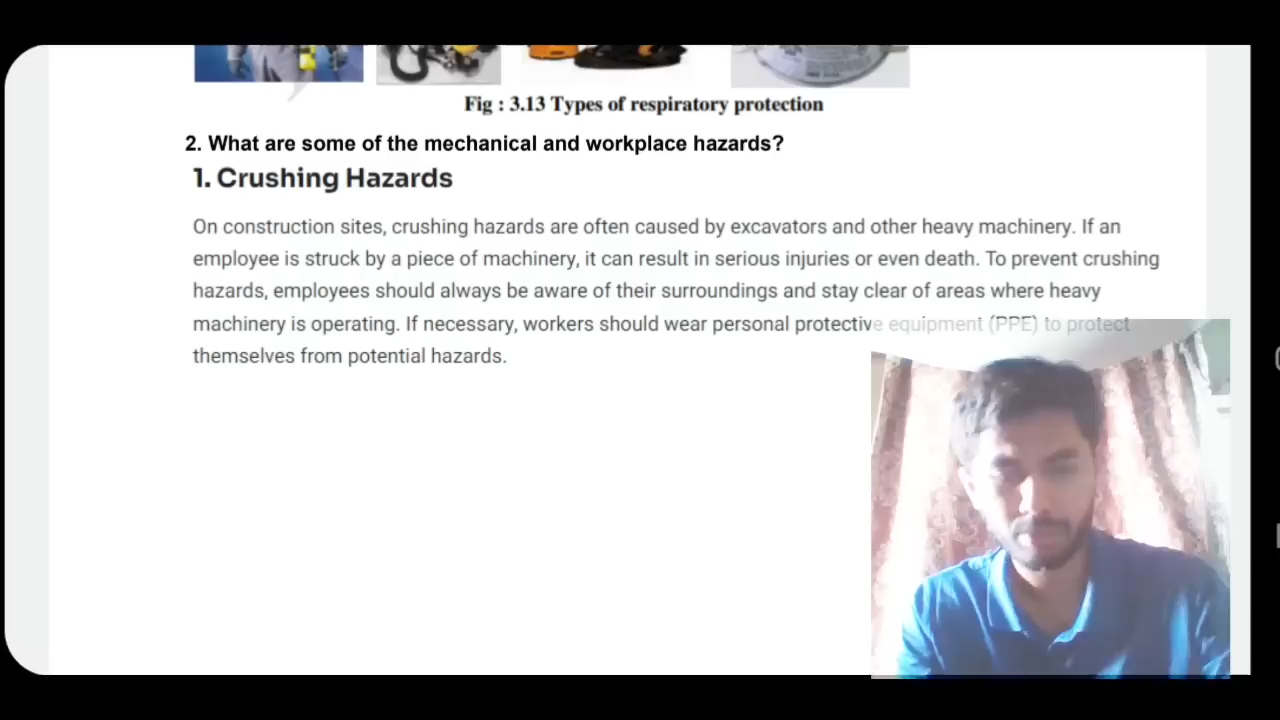 Fig : 3.13 Types of respiratory protection
2. What are some of the mechanical and workplace hazards?
1. Crushing Hazards
On construction sites, crushing hazards are often caused by excavators and other heavy machinery. If an
employee is struck by a piece of machinery, it can result in serious injuries or even death. To prevent crushing
hazards, employees should always be aware of their surroundings and stay clear of areas where heavy
machinery is operating. If necessary, workers should wear personal protective equipment (PPE) to protect
themselves from potential hazards.